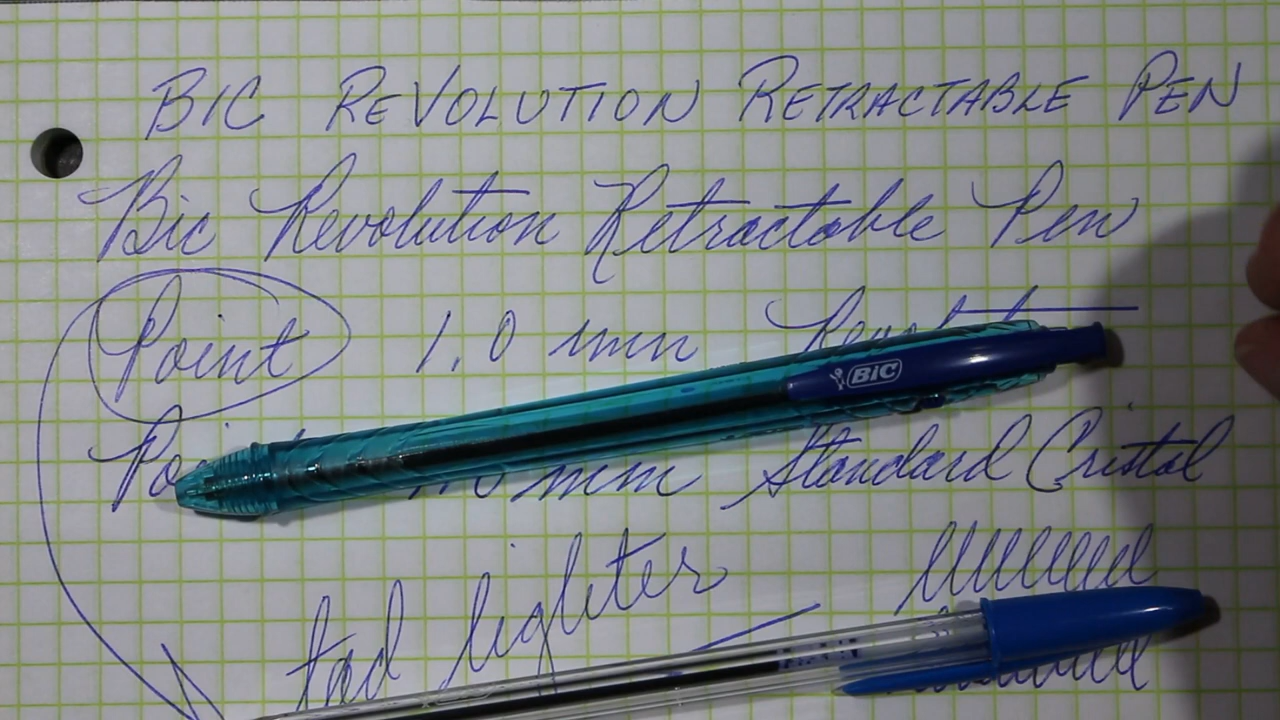 BIC REVOLUTION RETRACTABLE PEN
Bic Revolution Retractable Pen
Point 1.0 mm
BIC
mm Standard Cristal
tad lighter